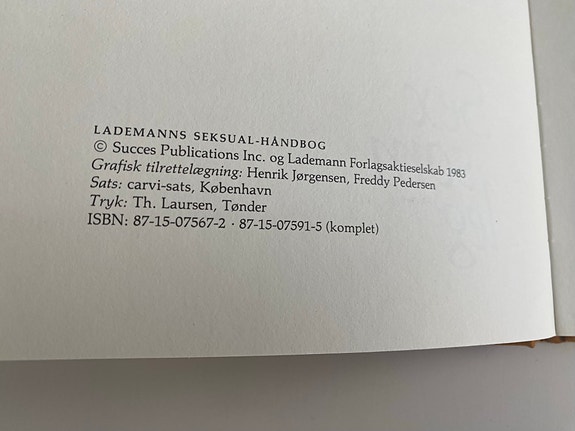 LADEMANNS SEKSUAL-HÅNDBOG
© Succes Publications Inc. og Lademann Forlagsaktieselskab 1983
Grafisk tilrettelægning: Henrik Jørgensen, Freddy Pedersen
Sats: carvi-sats, København
Tryk: Th. Laursen, Tønder
ISBN: 87-15-07567-2 · 87-15-07591-5 (komplet)